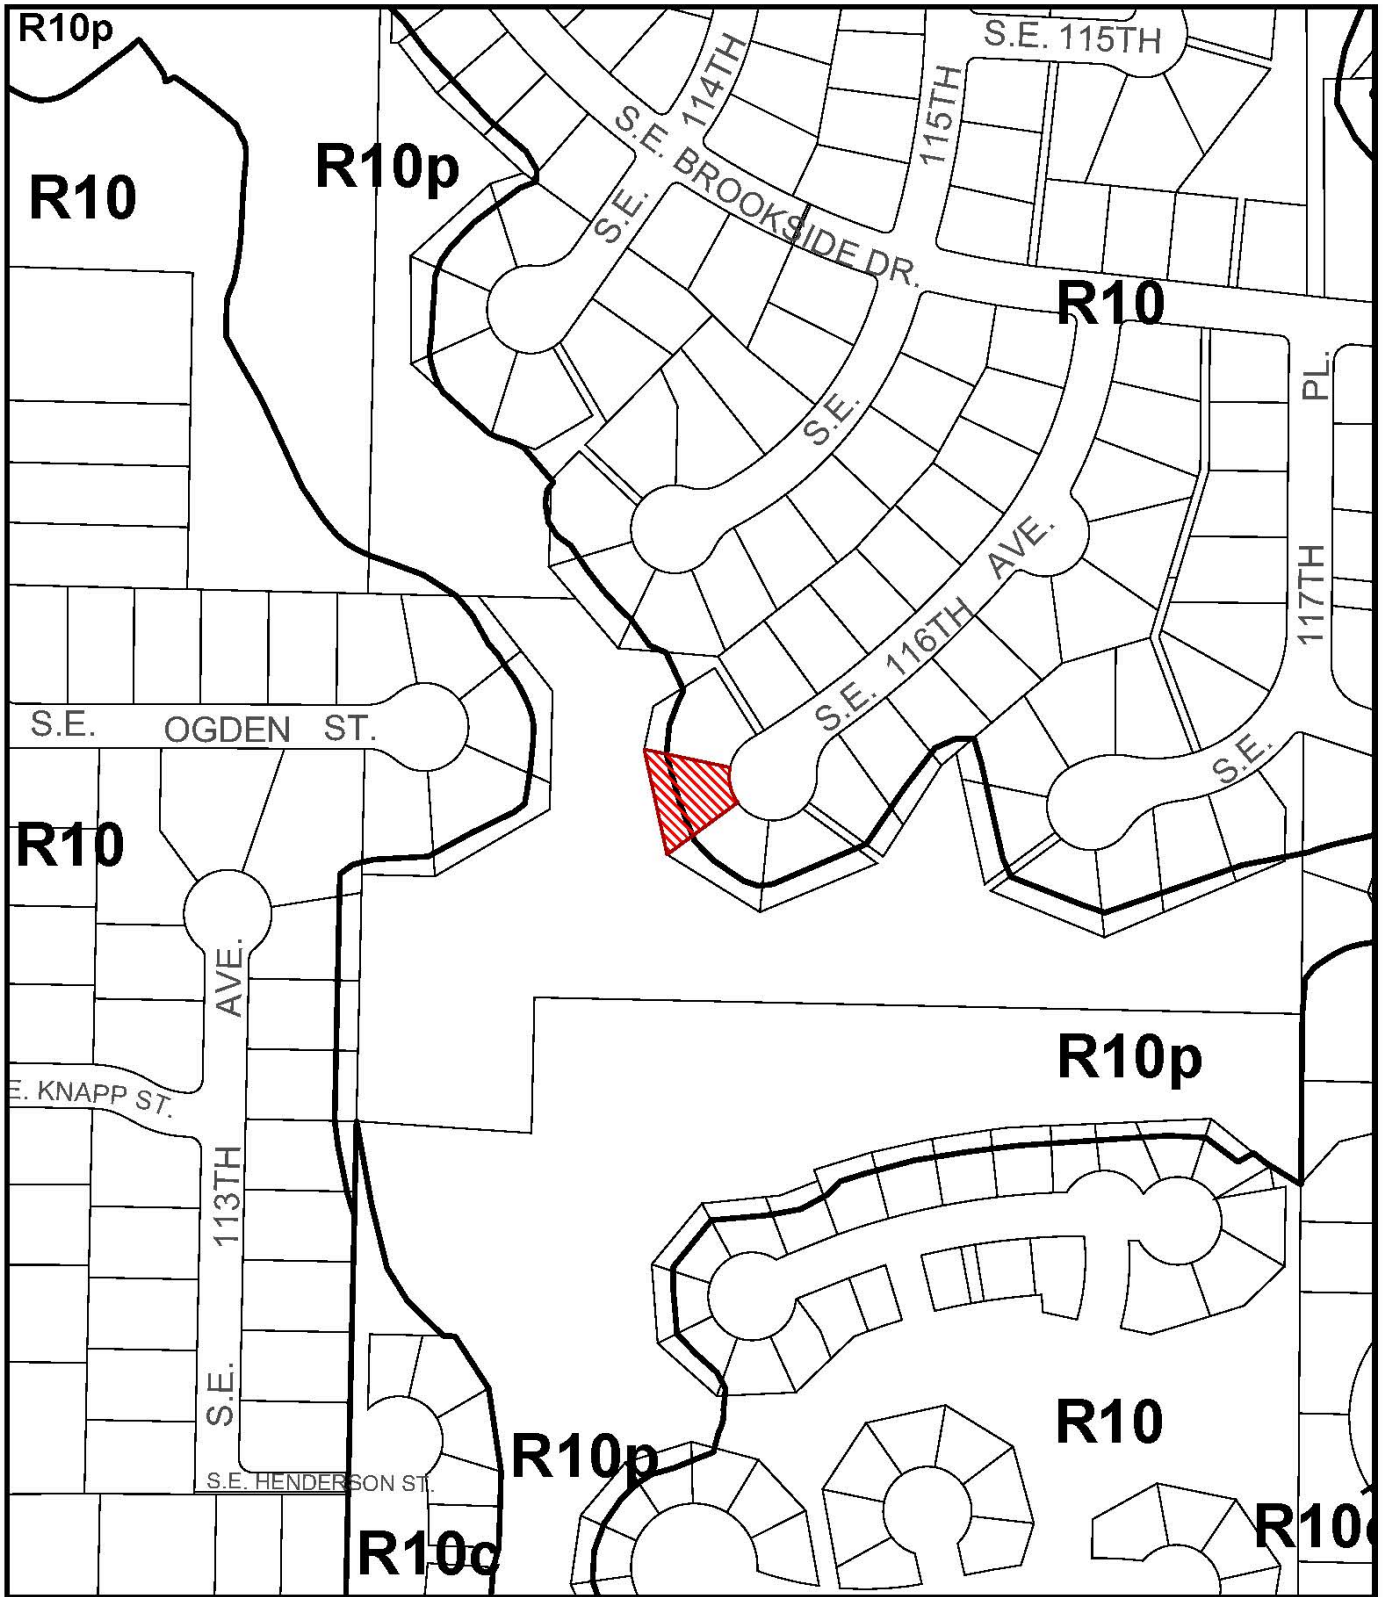 R10p
S.E. 115TH
114TH
115TH
S.E. BROOKSIDE DR.
R10p
R10
S.E.
R10
PL.
S.E.
AVE.
117TH
S.E. 116TH
S.E. OGDEN ST.
S.E.
R10
AVE.
R10p
E. KNAPP ST.
113TH
S.E.
R10
R10p
S.E. HENDERSON ST.
R10c
R10